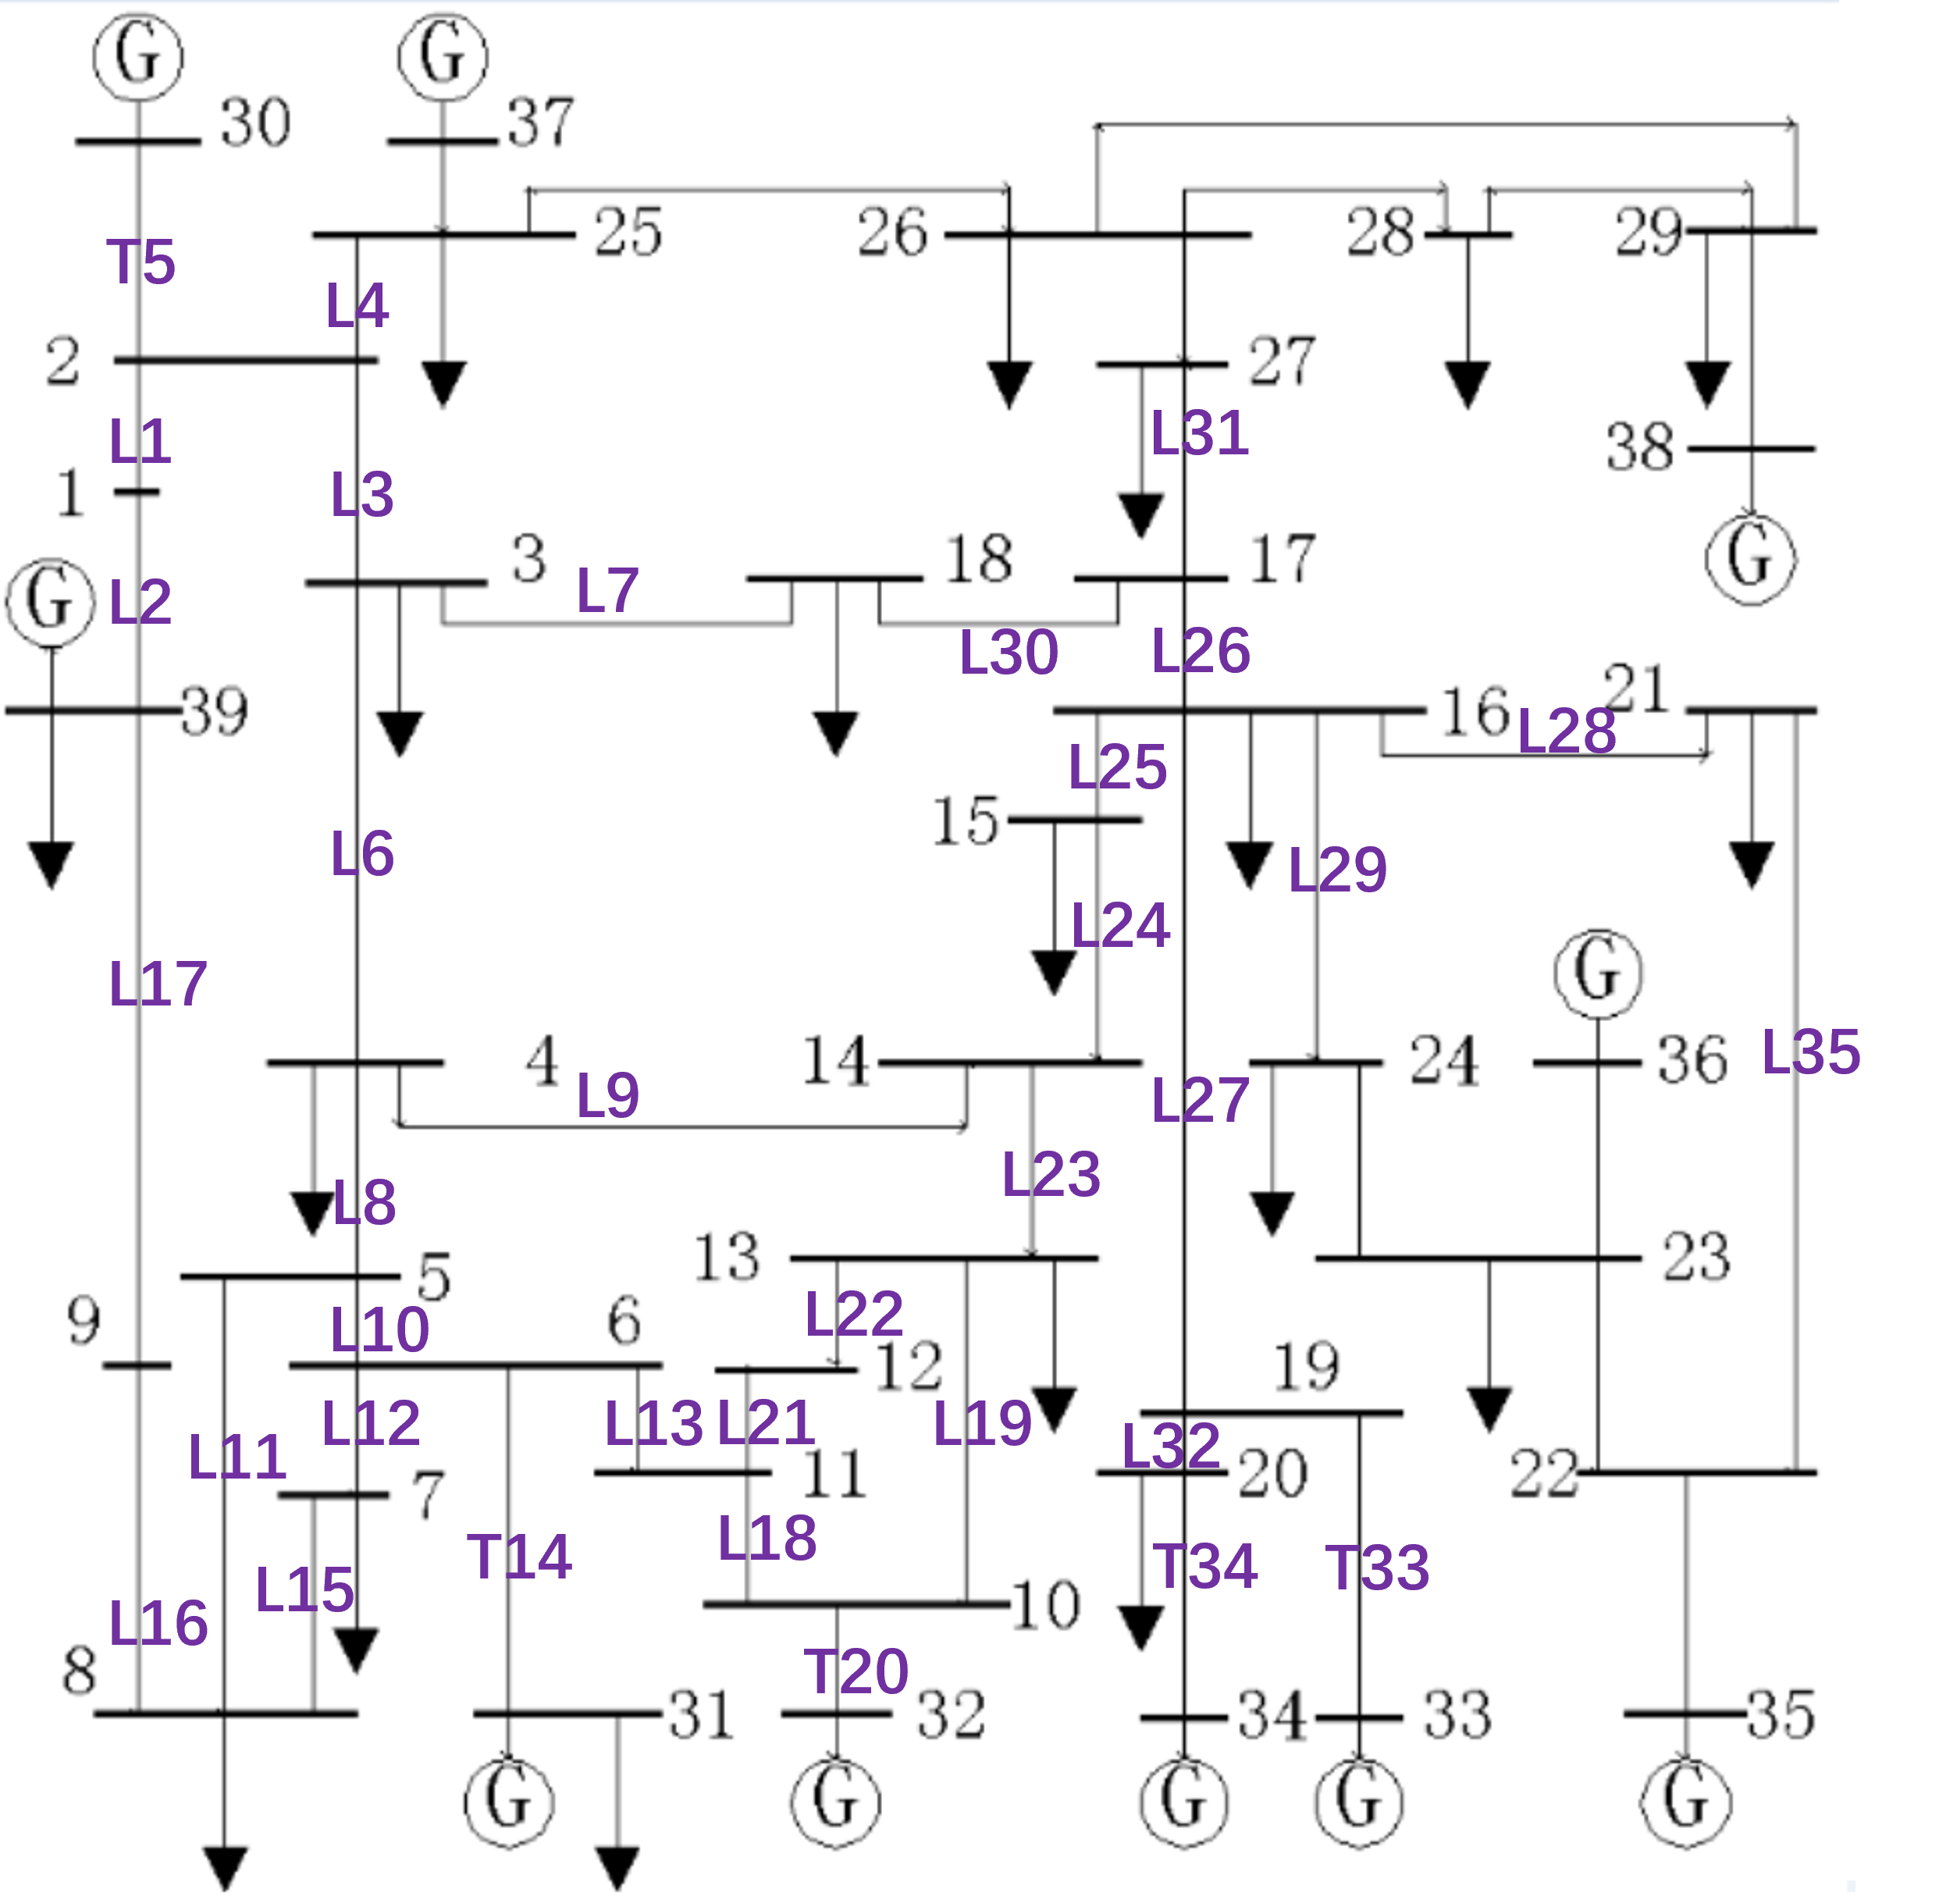 G G
30 37
25 26 28 29
T5 L4
2 27
L1 L31 38
1 L3
G 3 L7 18 17 G
L2 L30 L26
39 16 L28 21
L25
15
L6 L29
L24
L17 G
4 14 24 36 L35
L9 L27
L8 L23
5 13 23
9 L10 6 L22
12 19
L11 L12 L13 L21 L19 L32
7 11 20 22
T14 L18 T34 T33
L15 10
L16 T20
8 31 32 34 33 35
G G G G G